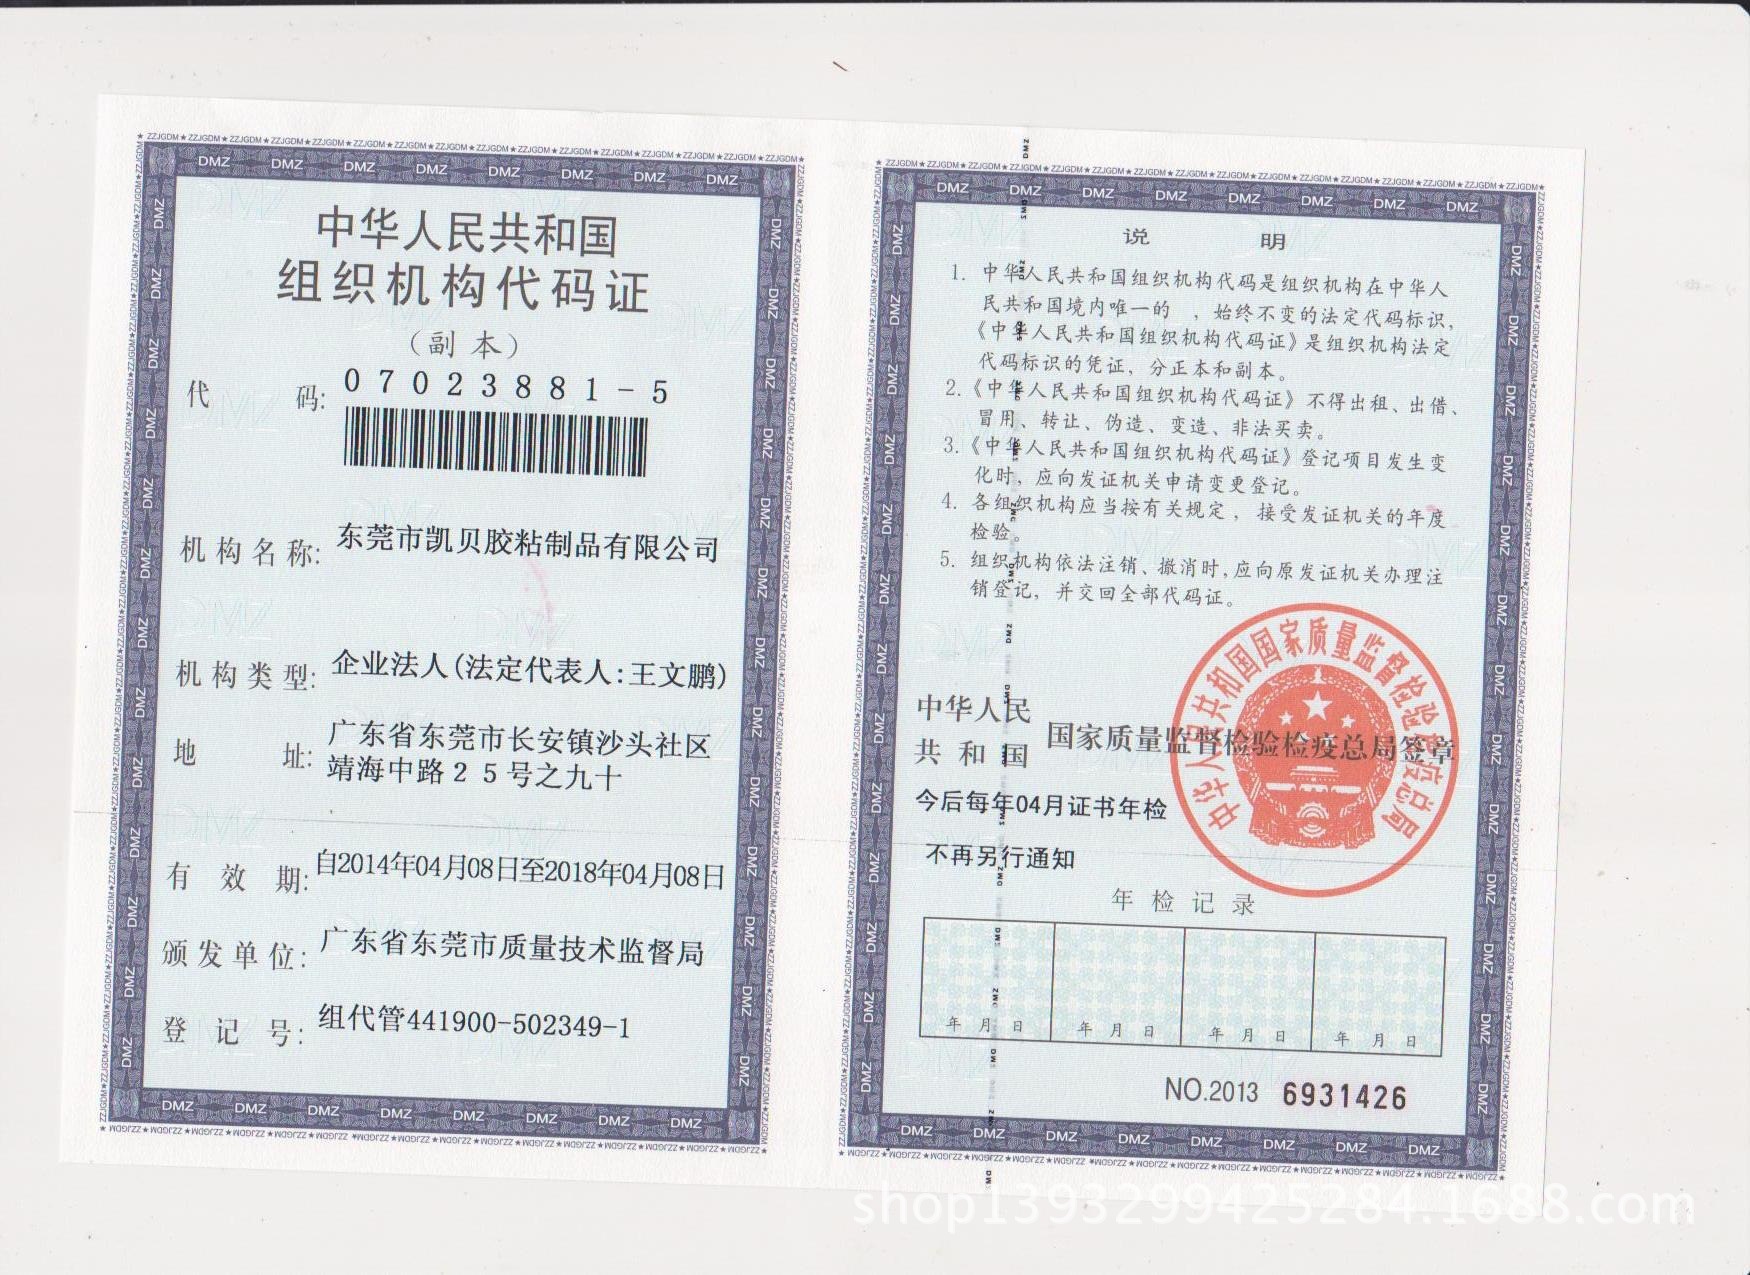 中华人民共和国
组织机构代码证
（副 本）
代 码: 07023881-5
机构名称: 东莞市凯贝胶粘制品有限公司
机构类型: 企业法人(法定代表人:王文鹏)
地 址: 广东省东莞市长安镇沙头社区
靖海中路25号之九十
有 效 期: 自2014年04月08日至2018年04月08日
颁发单位: 广东省东莞市质量技术监督局
登 记 号: 组代管441900-502349-1
说 明
1. 中华人民共和国组织机构代码是组织机构在中华人
民共和国境内唯一的 ，始终不变的法定代码标识，
《中华人民共和国组织机构代码证》是组织机构法定
代码标识的凭证，分正本和副本。
2.《中华人民共和国组织机构代码证》不得出租、出借、
冒用、转让、伪造、变造、非法买卖。
3.《中华人民共和国组织机构代码证》登记项目发生变
化时，应向发证机关申请变更登记。
4. 各组织机构应当按有关规定，接受发证机关的年度
检验。
5. 组织机构依法注销、撤消时,应向原发证机关办理注
销登记，并交回全部代码证。
中华人民
共和国 国家质量监督检验检疫总局签章
中华人民共和国国家质量监督检验检疫总局
今后每年04月证书年检
不再另行通知
年检记录
年 月 日 年 月 日 年 月 日 年 月 日
NO.2013 6931426
shop1393299425284.1688.com